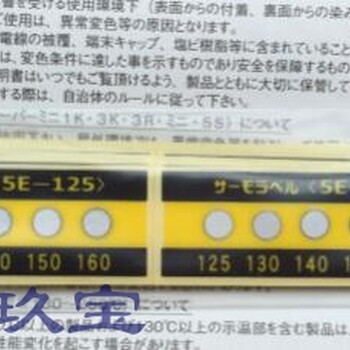 響を受ける使用環境下（表面からの付着、裏面からの染み
ご使用は、異常変色等の原因となります。
電線の被覆、端末キャップ、塩ビ樹脂等に含まれていること
は、変色条件に達した事を示すものであり安全を保障するも
明書はいつでもご覧頂けるよう、製品とともに大切に保管して
する際は、自治体のルールに従って下さい。
ーパーミニ1K・3K・3R・ミニ・5S）について
5E－125〉
サーモラベル〈5E
150 160
125 130 140
玖宝
30℃以上の示温部を含む製品は
性能変化を起こす場合があります。